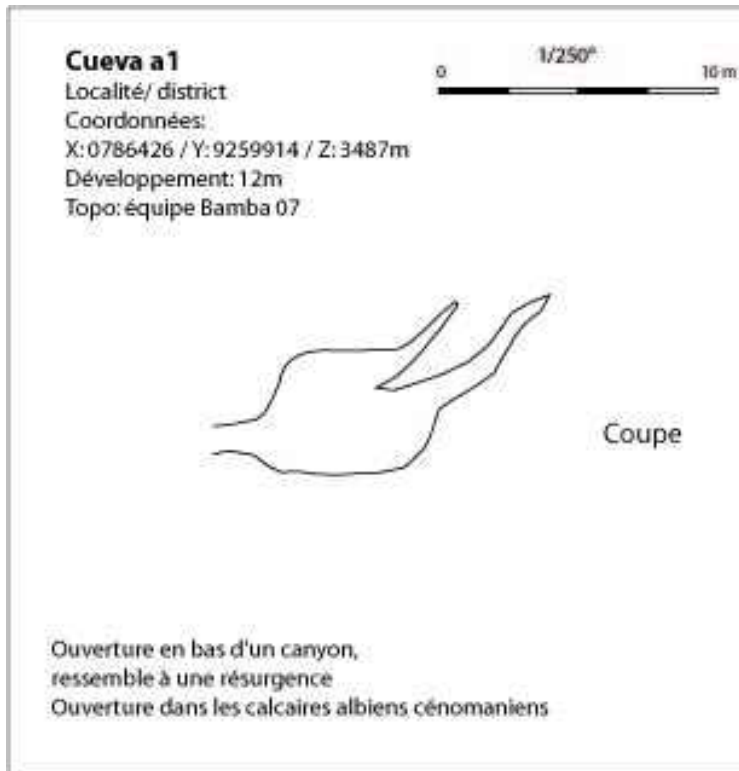 Cueva a1
Localité/ district
Coordonnées:
X: 0786426 / Y: 9259914 / Z: 3487m
Développement: 12m
Topo: équipe Bamba 07
1/250°
0 10 m
Coupe
Ouverture en bas d'un canyon,
ressemble à une résurgence
Ouverture dans les calcaires albiens cénomaniens